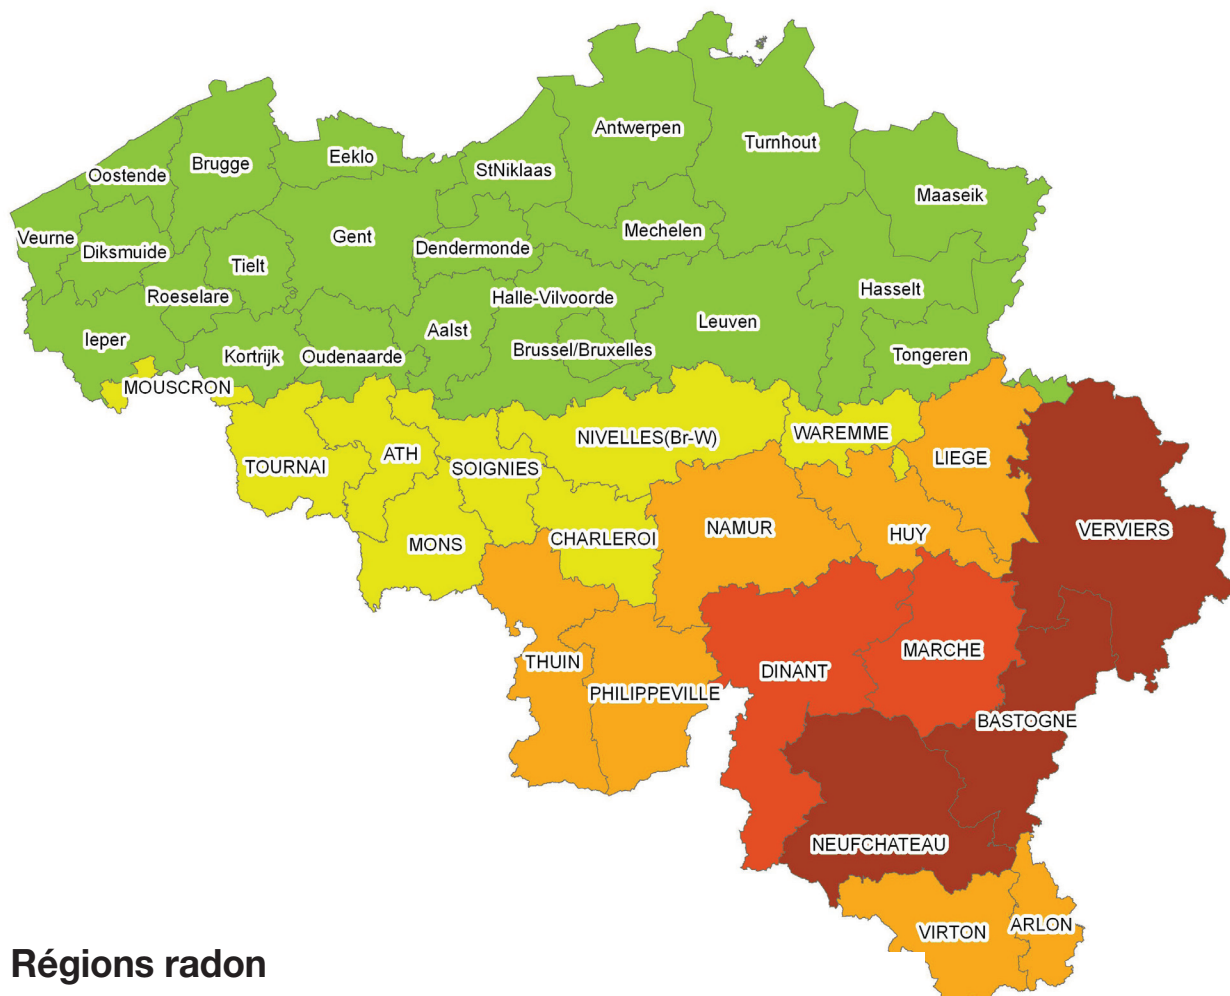 Antwerpen
Turnhout
Eeklo
Brugge
StNiklaas
Oostende
Maaseik
Mechelen
Veurne
Gent
Dendermonde
Diksmuide
Tielt
Hasselt
Roeselare
Halle-Vilvoorde
Leuven
Aalst
Ieper
Brussel/Bruxelles
Kortrijk
Oudenaarde
Tongeren
MOUSCRON
NIVELLES(Br-W)
WAREMME
ATH
LIEGE
TOURNAI
SOIGNIES
NAMUR
VERVIERS
HUY
CHARLEROI
MONS
MARCHE
THUIN
DINANT
PHILIPPEVILLE
BASTOGNE
NEUFCHATEAU
ARLON
VIRTON
Régions radon